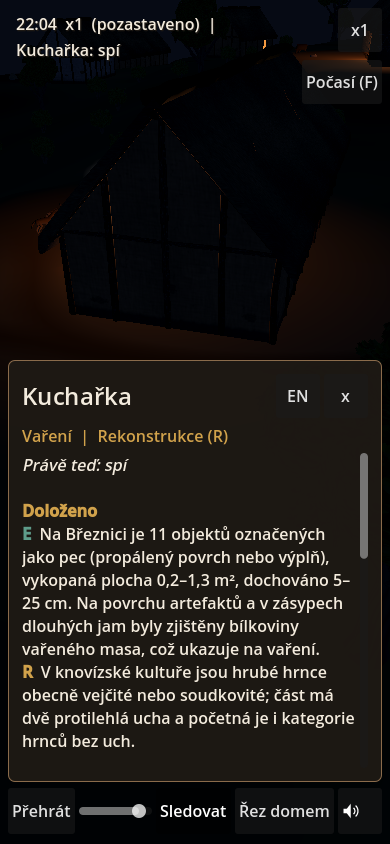 22:04 x1 (pozastaveno) |
Kuchařka: spí
x1
Počasí (F)
Kuchařka
EN
x
Vaření | Rekonstrukce (R)
Právě teď: spí
Doloženo
E Na Březnici je 11 objektů označených
jako pec (propálený povrch nebo výplň),
vykopaná plocha 0,2–1,3 m², dochováno 5–
25 cm. Na povrchu artefaktů a v zásypech
dlouhých jam byly zjištěny bílkoviny
vařeného masa, což ukazuje na vaření.
R V knovízské kultuře jsou hrubé hrnce
obecně vejčité nebo soudkovité; část má
dvě protilehlá ucha a početná je i kategorie
hrnců bez uch.
Přehrát
Sledovat
Řez domem